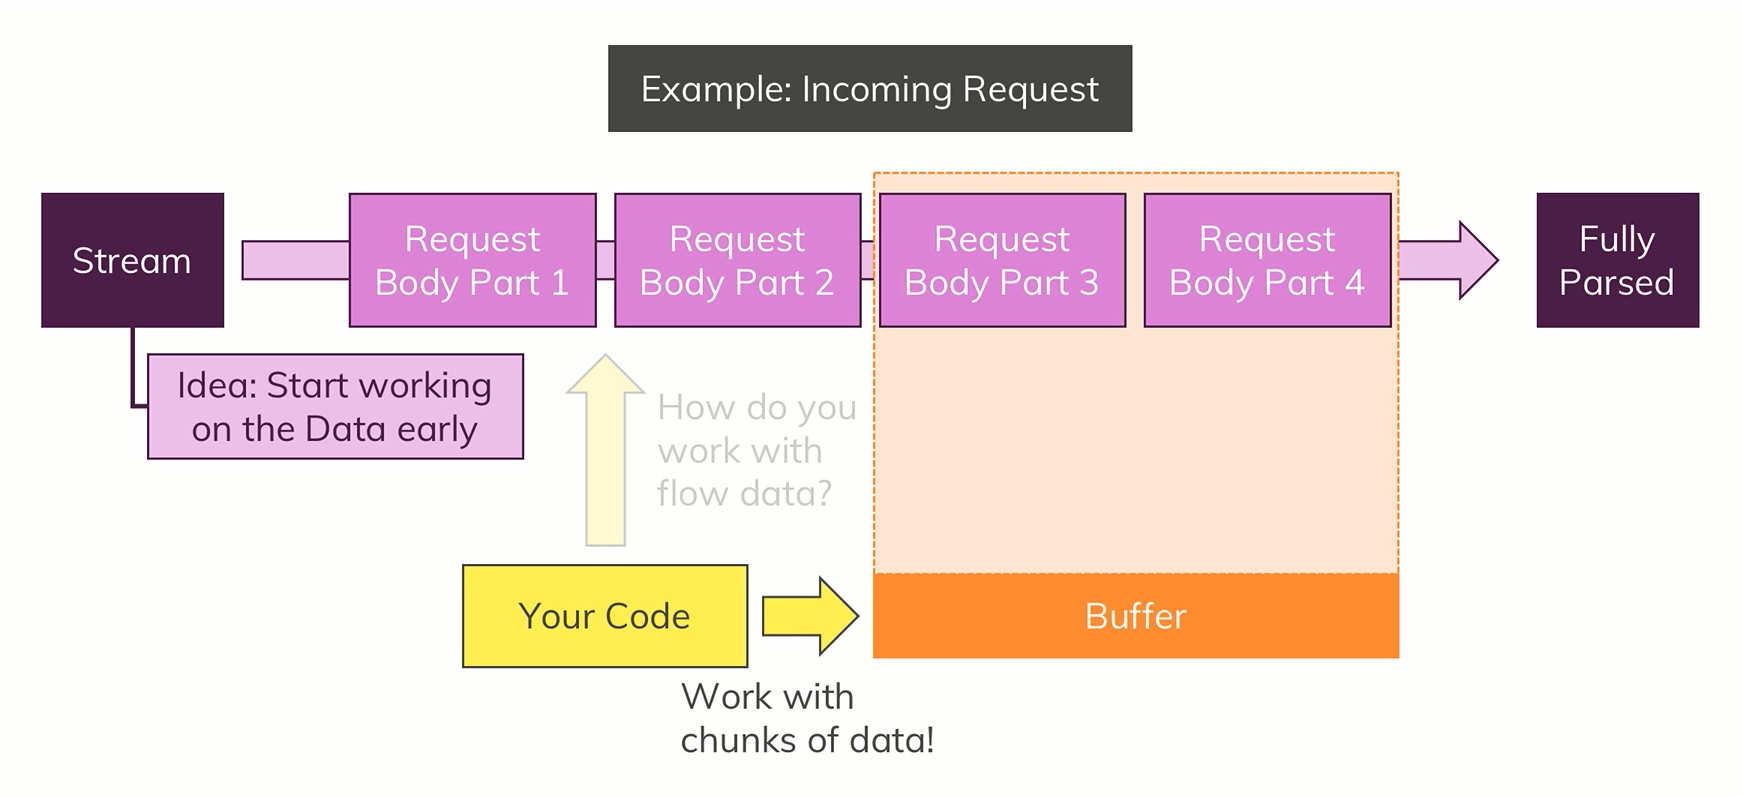 Example: Incoming Request
Stream
Request
Body Part 1
Request
Body Part 2
Request
Body Part 3
Request
Body Part 4
Fully
Parsed
Idea: Start working
on the Data early
How do you
work with
flow data?
Your Code
Buffer
Work with
chunks of data!